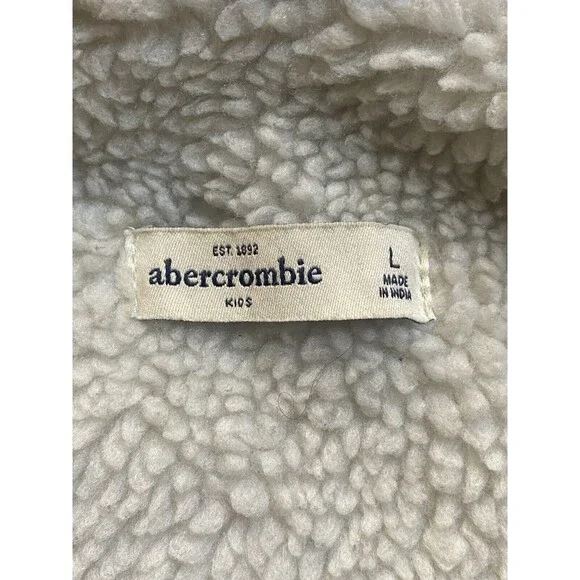 EST. 1892
abercrombie
KIDS
L
MADE
IN INDIA